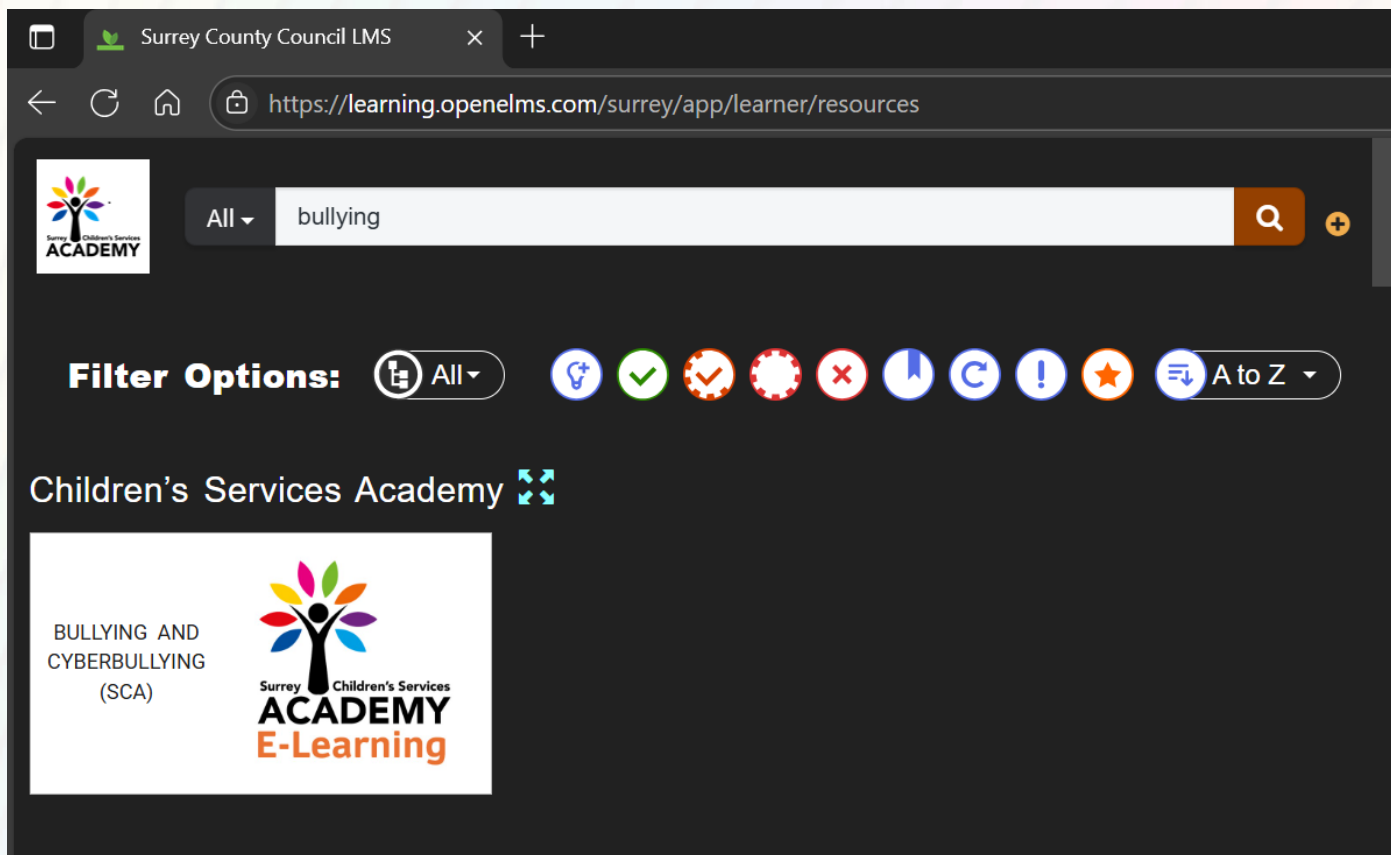 Surrey County Council LMS
https://learning.openelms.com/surrey/app/learner/resources
Surrey Children's Services
ACADEMY
All
bullying
Filter Options: All A to Z
Children's Services Academy
BULLYING AND
CYBERBULLYING
(SCA)
Surrey Children's Services
ACADEMY
E-Learning